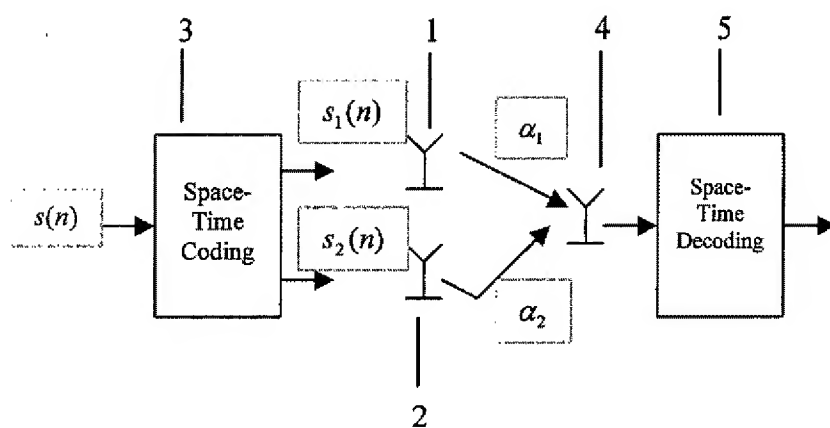 3
1
4
5
s₁(n)
α₁
s(n)
Space-
Time
Coding
Space-
Time
Decoding
s₂(n)
α₂
2